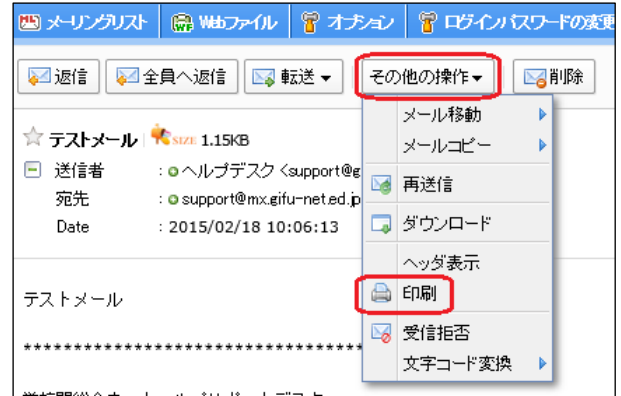 メーリングリスト Webファイル オプション ログインパスワードの変更
返信 全員へ返信 転送▼ その他の操作▼ 削除
メール移動
メールコピー
再送信
ダウンロード
ヘッダ表示
印刷
受信拒否
文字コード変換
テストメール SIZE 1.15KB
送信者 : ヘルプデスク <support@g
宛先 : support@mx.gifu-net.ed.jp
Date : 2015/02/18 10:06:13
テストメール
******************************************